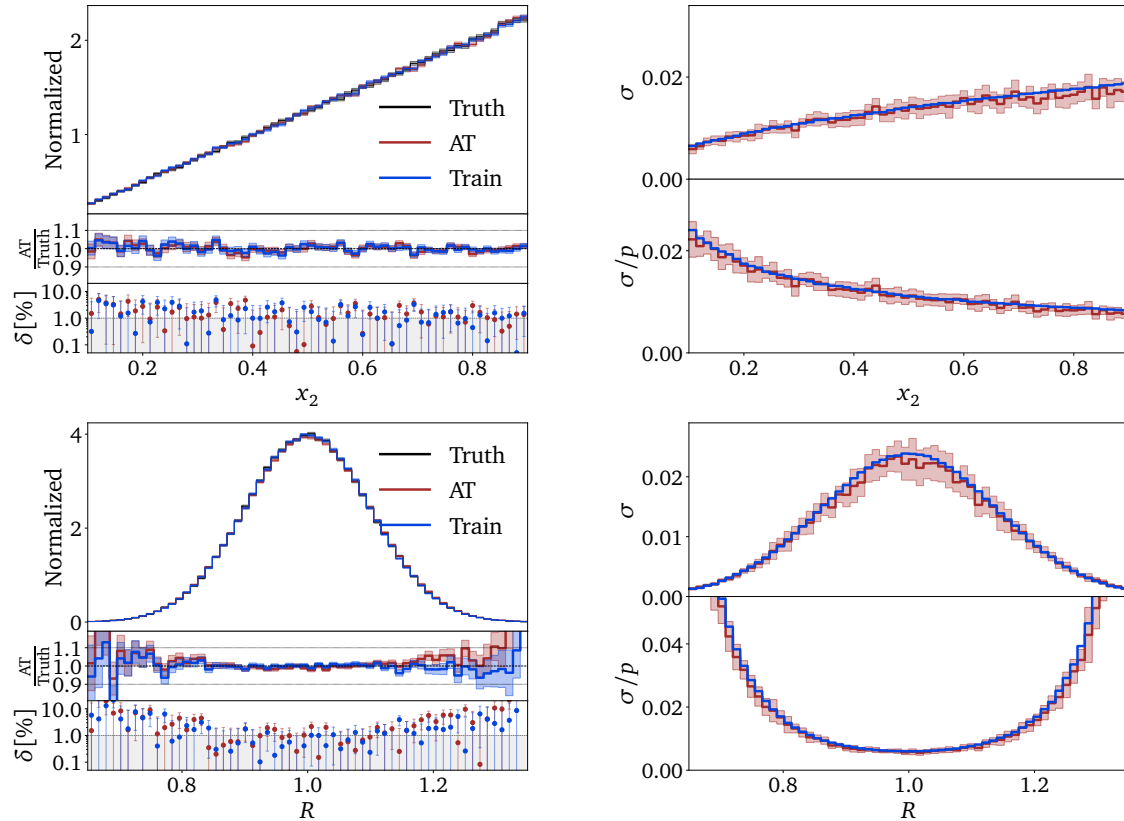 2
1
Normalized
Truth
AT
Train
1.1
1.0
0.9
AT
Truth
10.0
1.0
0.1
δ[%]
0.2 0.4 0.6 0.8
x₂
0.02
0.00
σ
0.02
0.00
σ/p
0.2 0.4 0.6 0.8
x₂
4
2
0
Normalized
Truth
AT
Train
1.1
1.0
0.9
AT
Truth
10.0
1.0
0.1
δ[%]
0.8 1.0 1.2
R
0.02
0.01
0.00
σ
0.04
0.02
0.00
σ/p
0.8 1.0 1.2
R